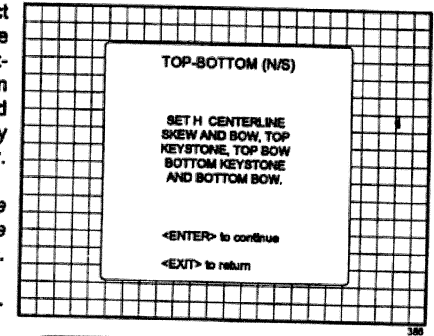 TOP-BOTTOM (N/S)
SET H CENTERLINE
SKEW AND BOW, TOP
KEYSTONE, TOP BOW
BOTTOM KEYSTONE
AND BOTTOM BOW.
<ENTER> to continue
<EXIT> to return
386